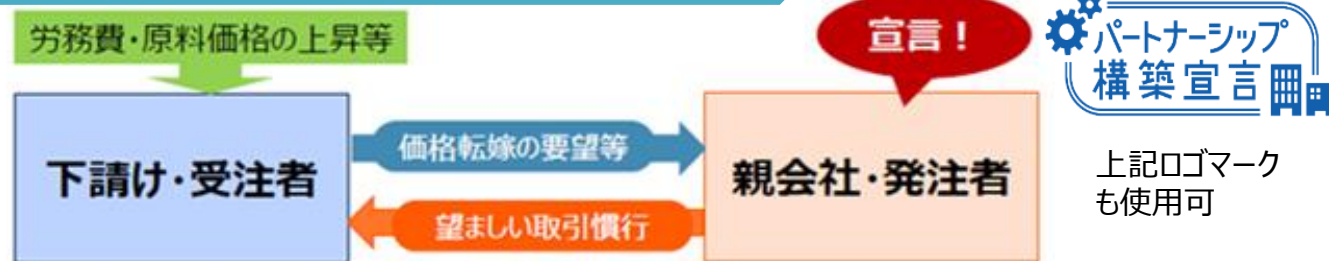 労務費・原料価格の上昇等
宣言！
パートナーシップ
構築宣言
価格転嫁の要望等
下請け・受注者
親会社・発注者
望ましい取引慣行
上記ロゴマーク
も使用可